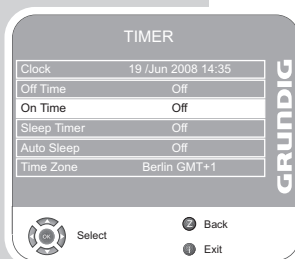 TIMER
Clock 19 /Jun 2008 14:35
Off Time Off
On Time Off
Sleep Timer Off
Auto Sleep Off
Time Zone Berlin GMT+1
GRUNDIG
OK Select
2 Back
i Exit